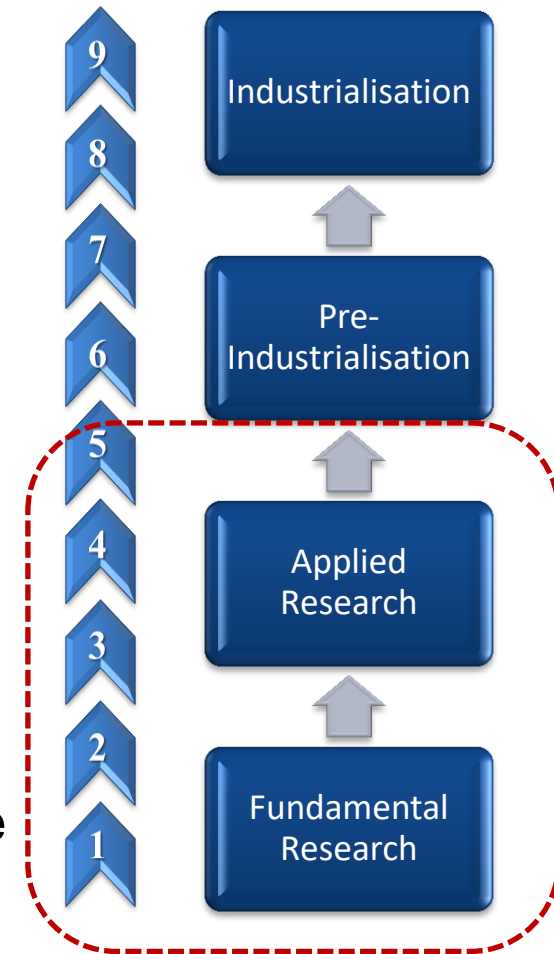 9
Industrialisation
8
7
Pre-
Industrialisation
6
5
4
Applied
Research
3
2
Fundamental
Research
1
e